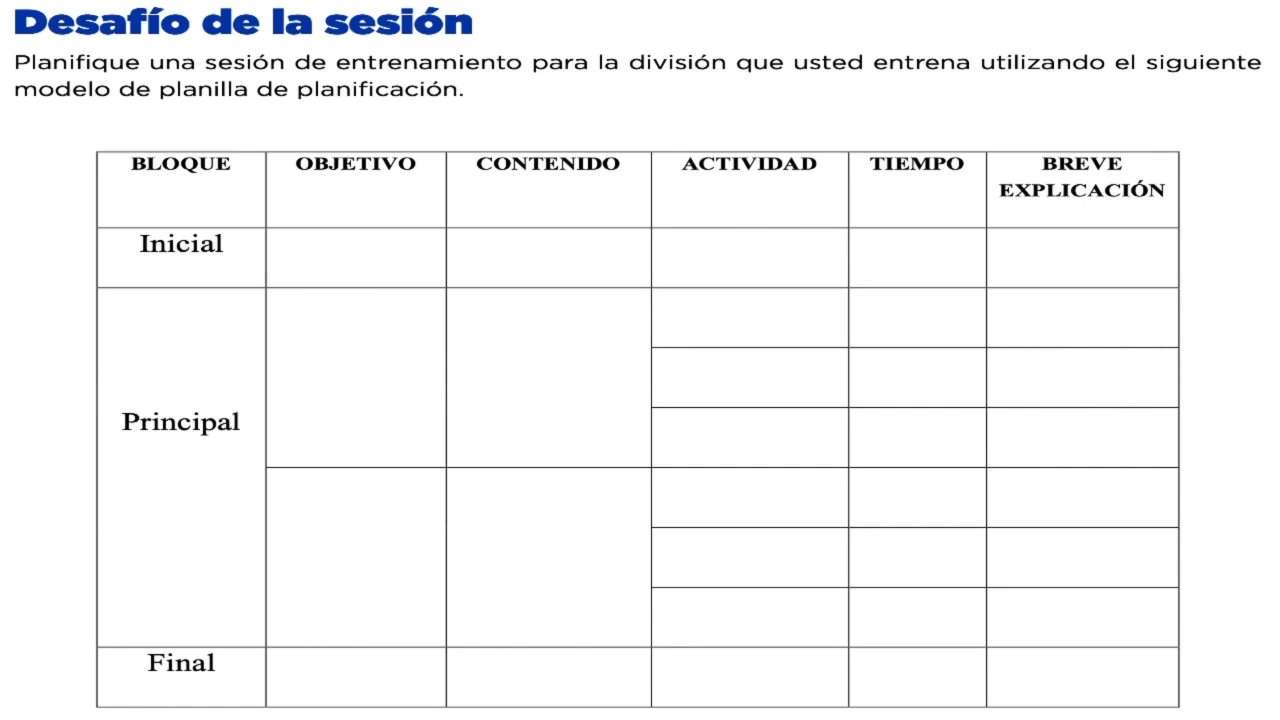 Desafío de la sesión
Planifique una sesión de entrenamiento para la división que usted entrena utilizando el siguiente
modelo de planilla de planificación.
BLOQUE OBJETIVO CONTENIDO ACTIVIDAD TIEMPO BREVE
EXPLICACIÓN
Inicial
Principal
Final